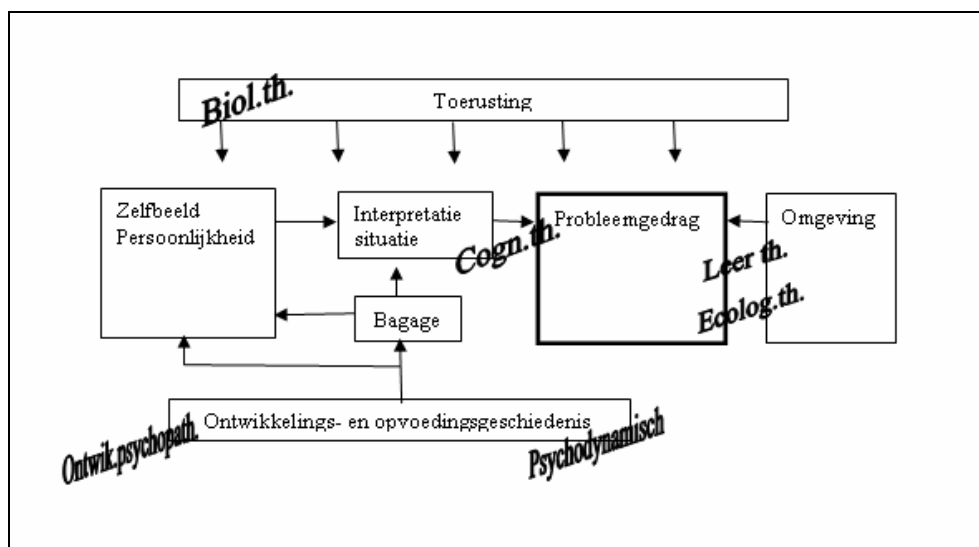 Biol.th.
Toerusting
Zelfbeeld
Persoonlijkheid
Interpretatie
situatie
Cogn.th.
Probleemgedrag
Omgeving
Leer th.
Ecolog.th.
Bagage
Ontwikkelings- en opvoedingsgeschiedenis
Ontwik.psychopath.
Psychodynamisch